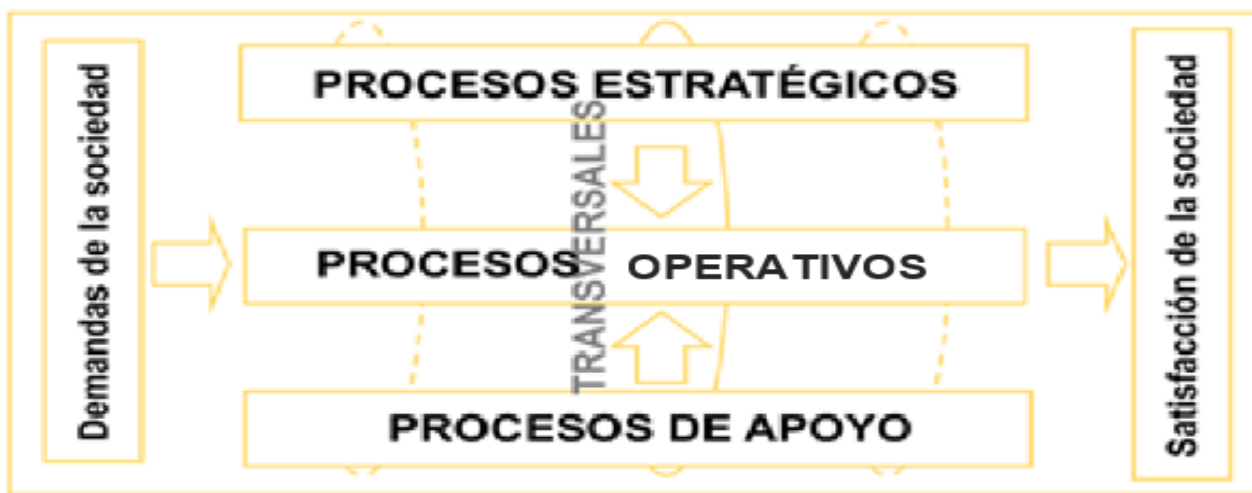 Demandas de la sociedad
PROCESOS ESTRATÉGICOS
TRANSVERSALES
PROCESOS OPERATIVOS
PROCESOS DE APOYO
Satisfacción de la sociedad